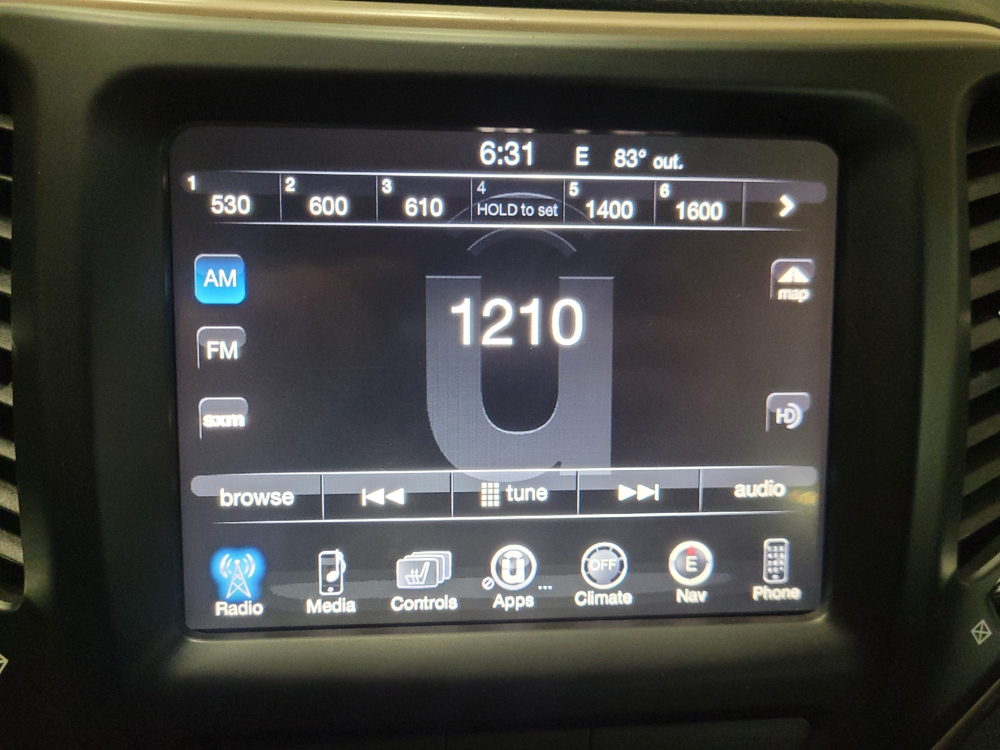 6:31 E 83° out.
1 530 2 600 3 610 4 HOLD to set 5 1400 6 1600
AM
map
1210
FM
sxm
HD
browse tune audio
OFF E
Radio Media Controls Apps ... Climate Nav Phone